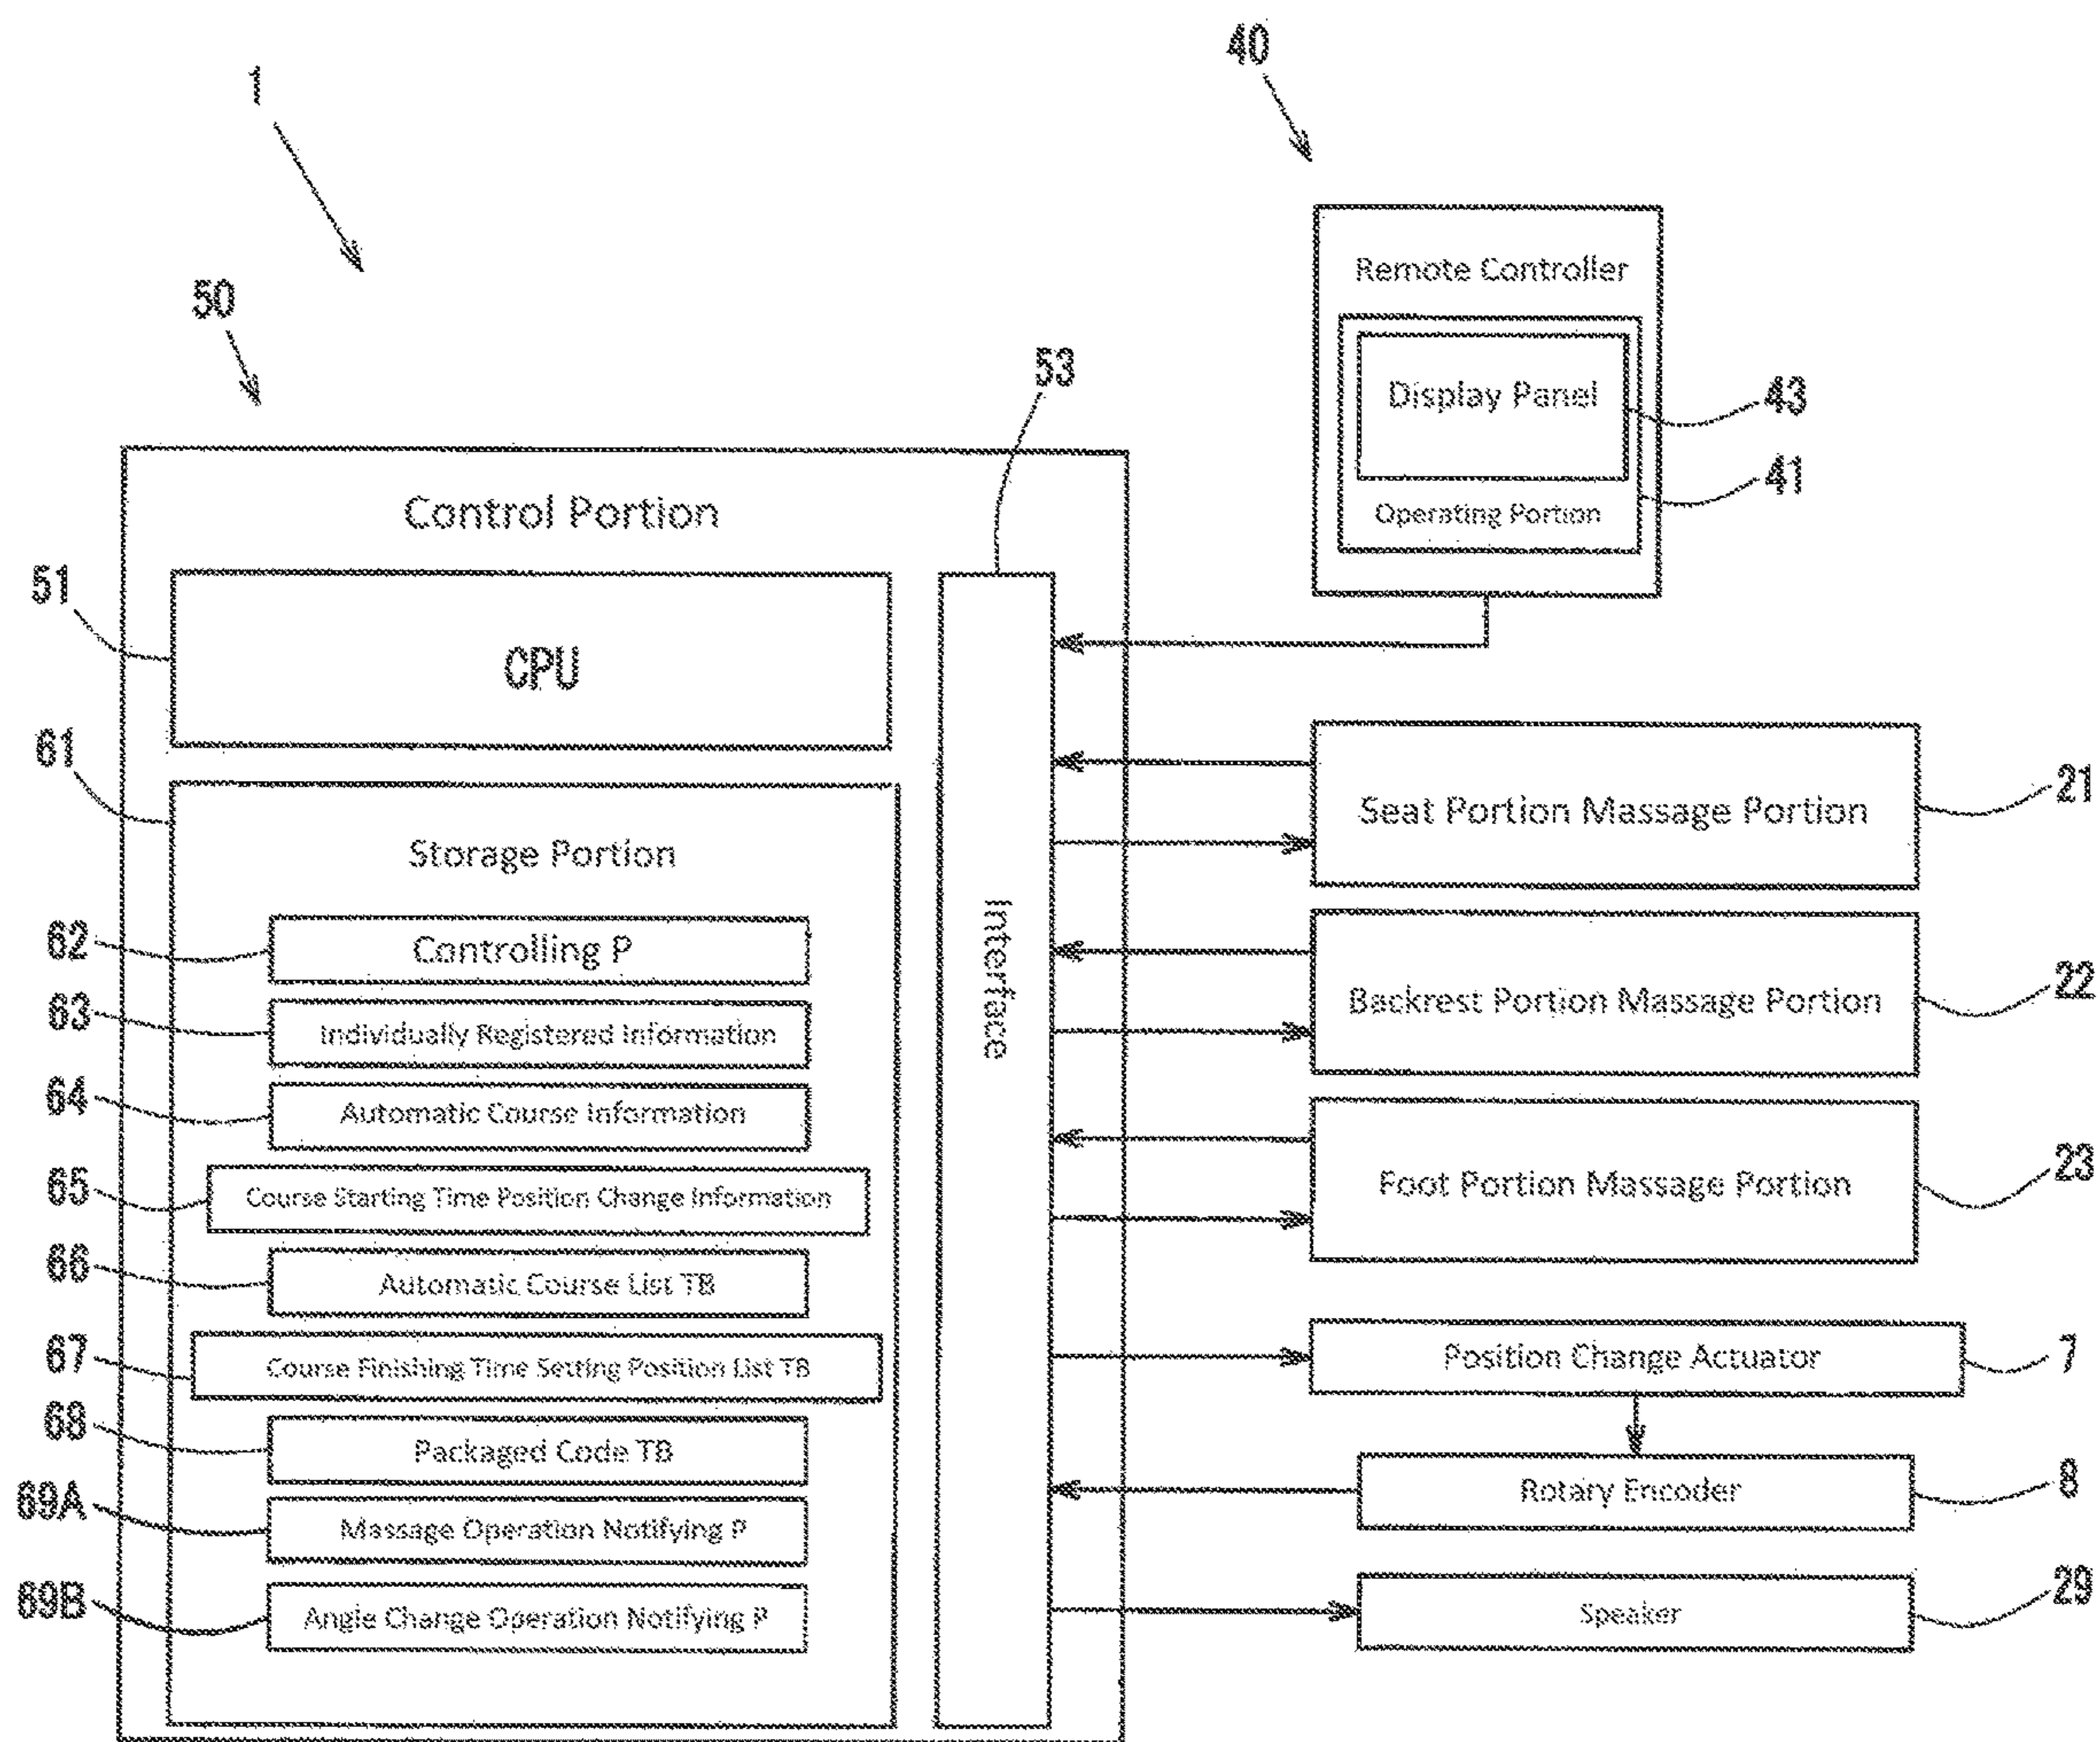 1
40
50
53
Remote Controller
Display Panel
43
Operating Portion
41
Control Portion
51
CPU
61
Storage Portion
62
Controlling P
63
Individually Registered Information
64
Automatic Course Information
65
Course Starting Time Position Change Information
66
Automatic Course List TB
67
Course Finishing Time Setting Position List TB
68
Packaged Code TB
69A
Massage Operation Notifying P
69B
Angle Change Operation Notifying P
Interface
Seat Portion Massage Portion
21
Backrest Portion Massage Portion
22
Foot Portion Massage Portion
23
Position Change Actuator
7
Rotary Encoder
8
Speaker
29